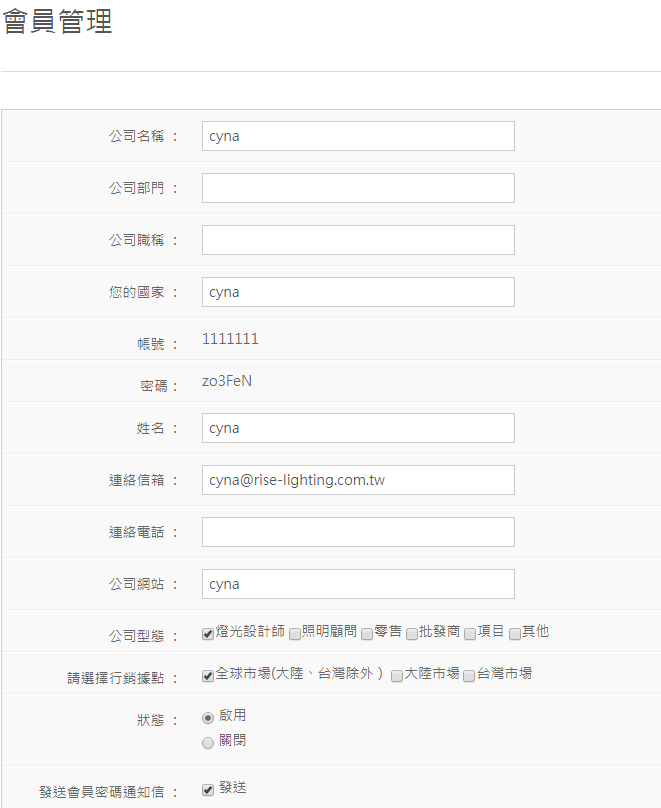 會員管理
公司名稱 ： cyna
公司部門 ：
公司職稱 ：
您的國家 ： cyna
帳號 ： 1111111
密碼 ： zo3FeN
姓名 ： cyna
連絡信箱 ： cyna@rise-lighting.com.tw
連絡電話 ：
公司網站 ： cyna
公司型態 ： 燈光設計師 照明顧問 零售 批發商 項目 其他
請選擇行銷據點 ： 全球市場(大陸、台灣除外 ) 大陸市場 台灣市場
狀態 ： 啟用
關閉
發送會員密碼通知信 ： 發送